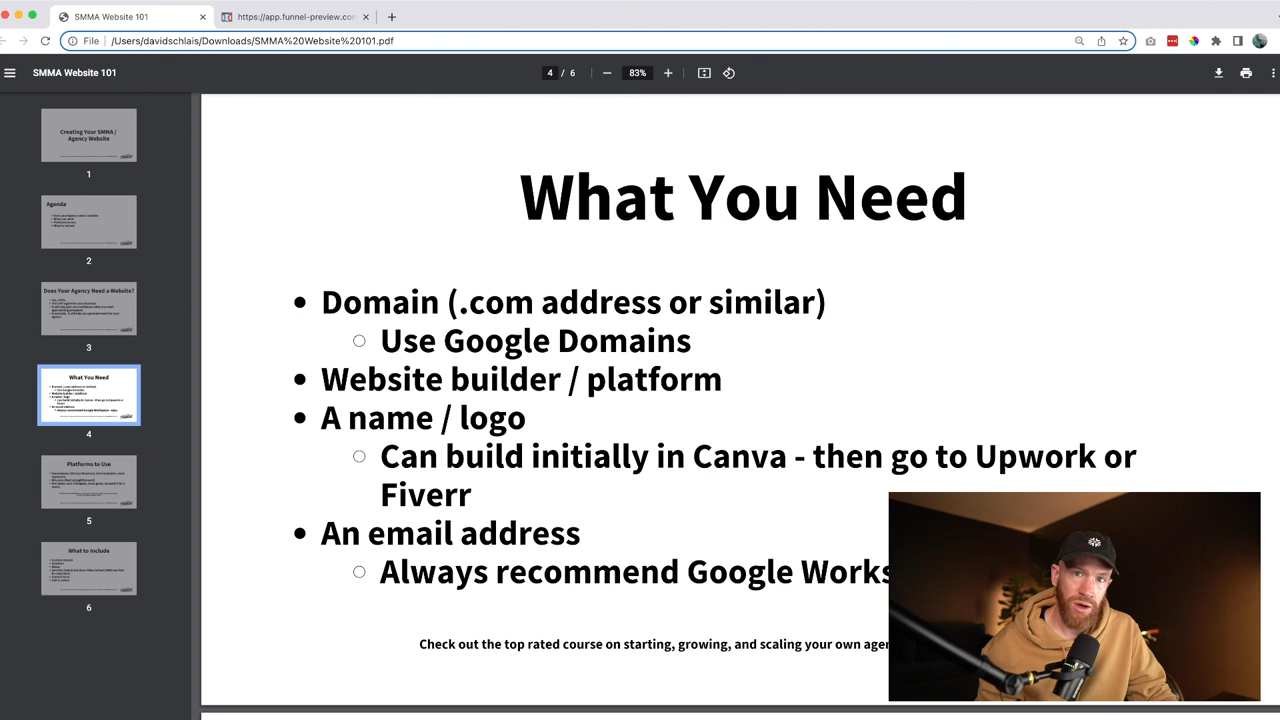 SMMA Website 101
https://app.funnel-preview.co
File
/Users/davidschlais/Downloads/SMMA%20Website%20101.pdf
SMMA Website 101
4 / 6
83%
Creating Your SMMA /
Agency Website
1
Agenda
2
Does Your Agency Need a Website?
3
What You Need
4
Platforms to Use
5
What to Include
6
What You Need
• Domain (.com address or similar)
○ Use Google Domains
• Website builder / platform
• A name / logo
○ Can build initially in Canva - then go to Upwork or
Fiverr
• An email address
○ Always recommend Google Works
Check out the top rated course on starting, growing, and scaling your own agen